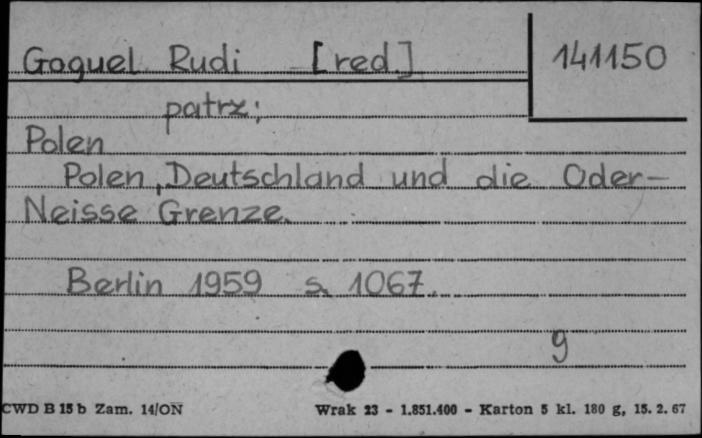 Goguel Rudi [red.] 141150
patrz:
Polen
Polen, Deutschland und die Oder-
Neisse Grenze.
Berlin 1959 s. 1067.
9
CWD B 15 b Zam. 14/ON Wrak 23 - 1.851.400 - Karton 5 kl. 180 g, 15. 2. 67